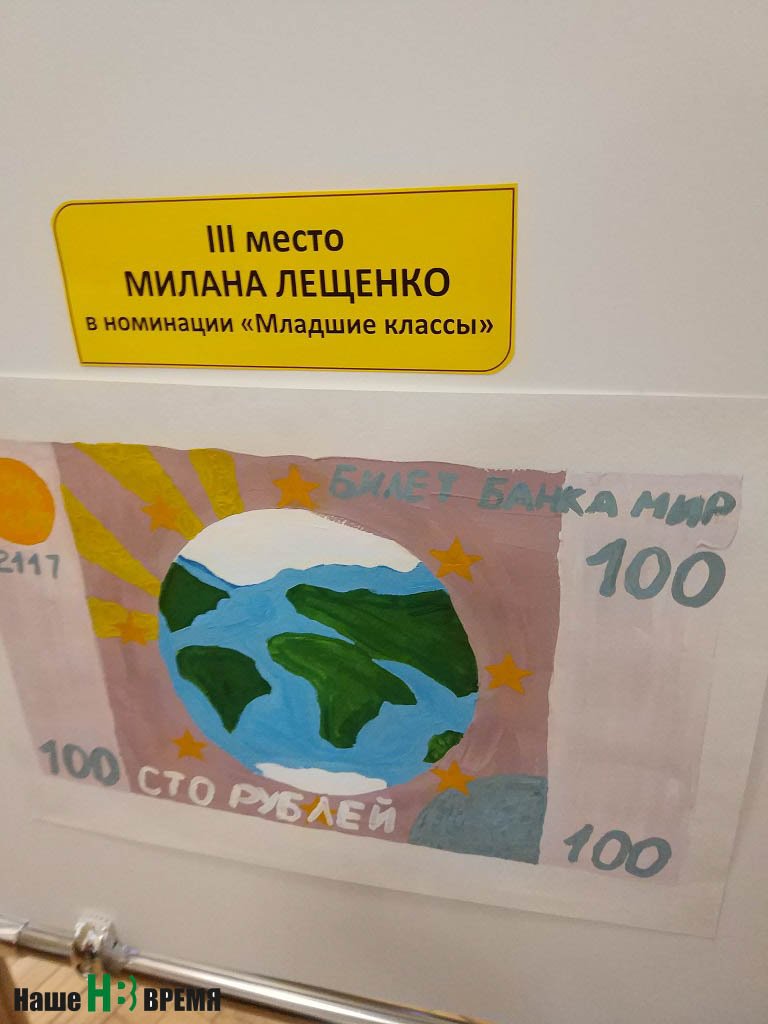 III место
МИЛАНА ЛЕЩЕНКО
в номинации «Младшие классы»
БИЛЕТ БАНКА МИР
2117
100
100
СТО РУБЛЕЙ
100
Наше НВ ВРЕМЯ